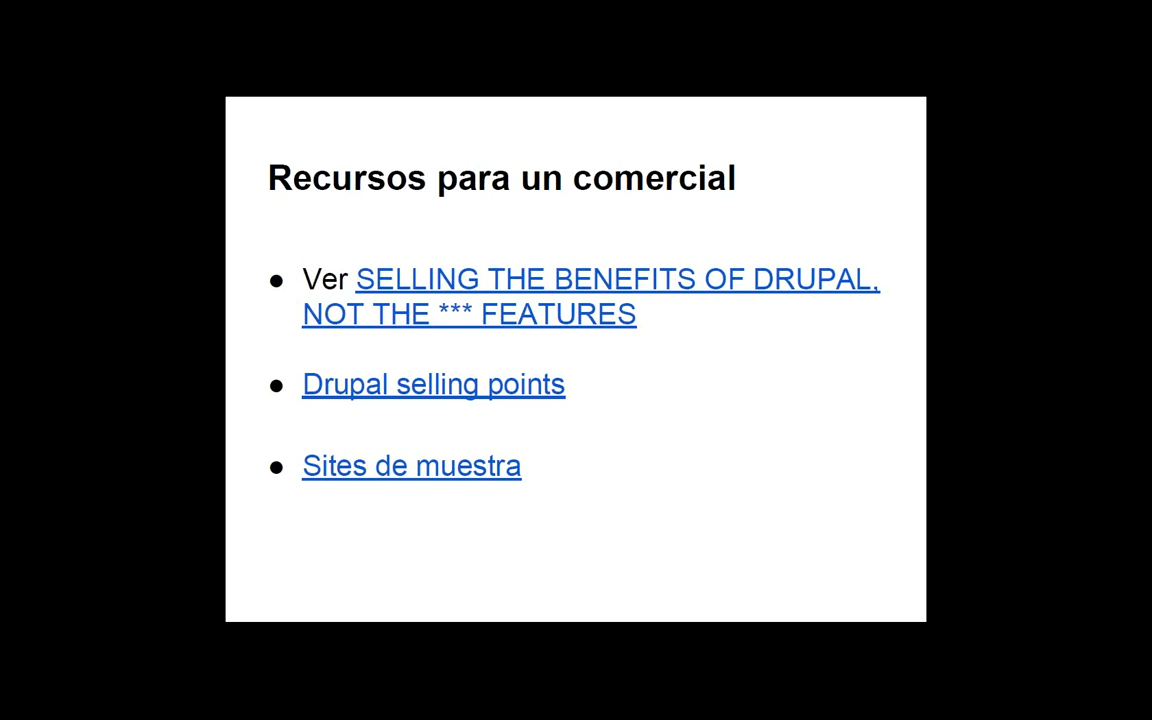 Recursos para un comercial
● Ver SELLING THE BENEFITS OF DRUPAL,
NOT THE *** FEATURES
● Drupal selling points
● Sites de muestra